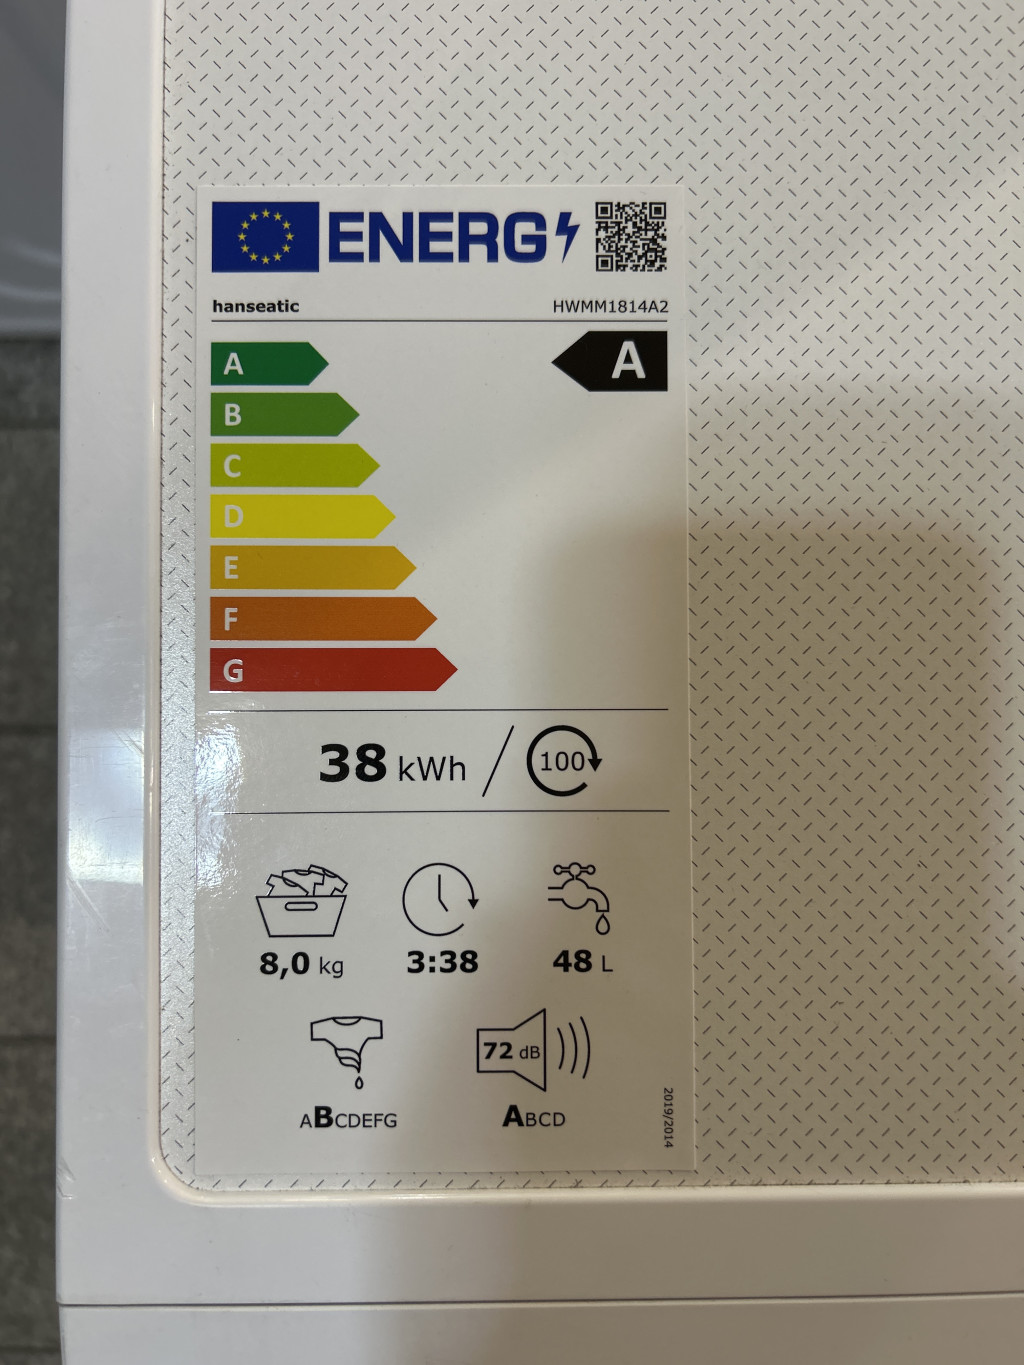 ENERG
hanseatic HWMM1814A2
A A
B
C
D
E
F
G
38 kWh / 100
8,0 kg 3:38 48 L
72 dB
ABCDEFG ABCD
2019/2014